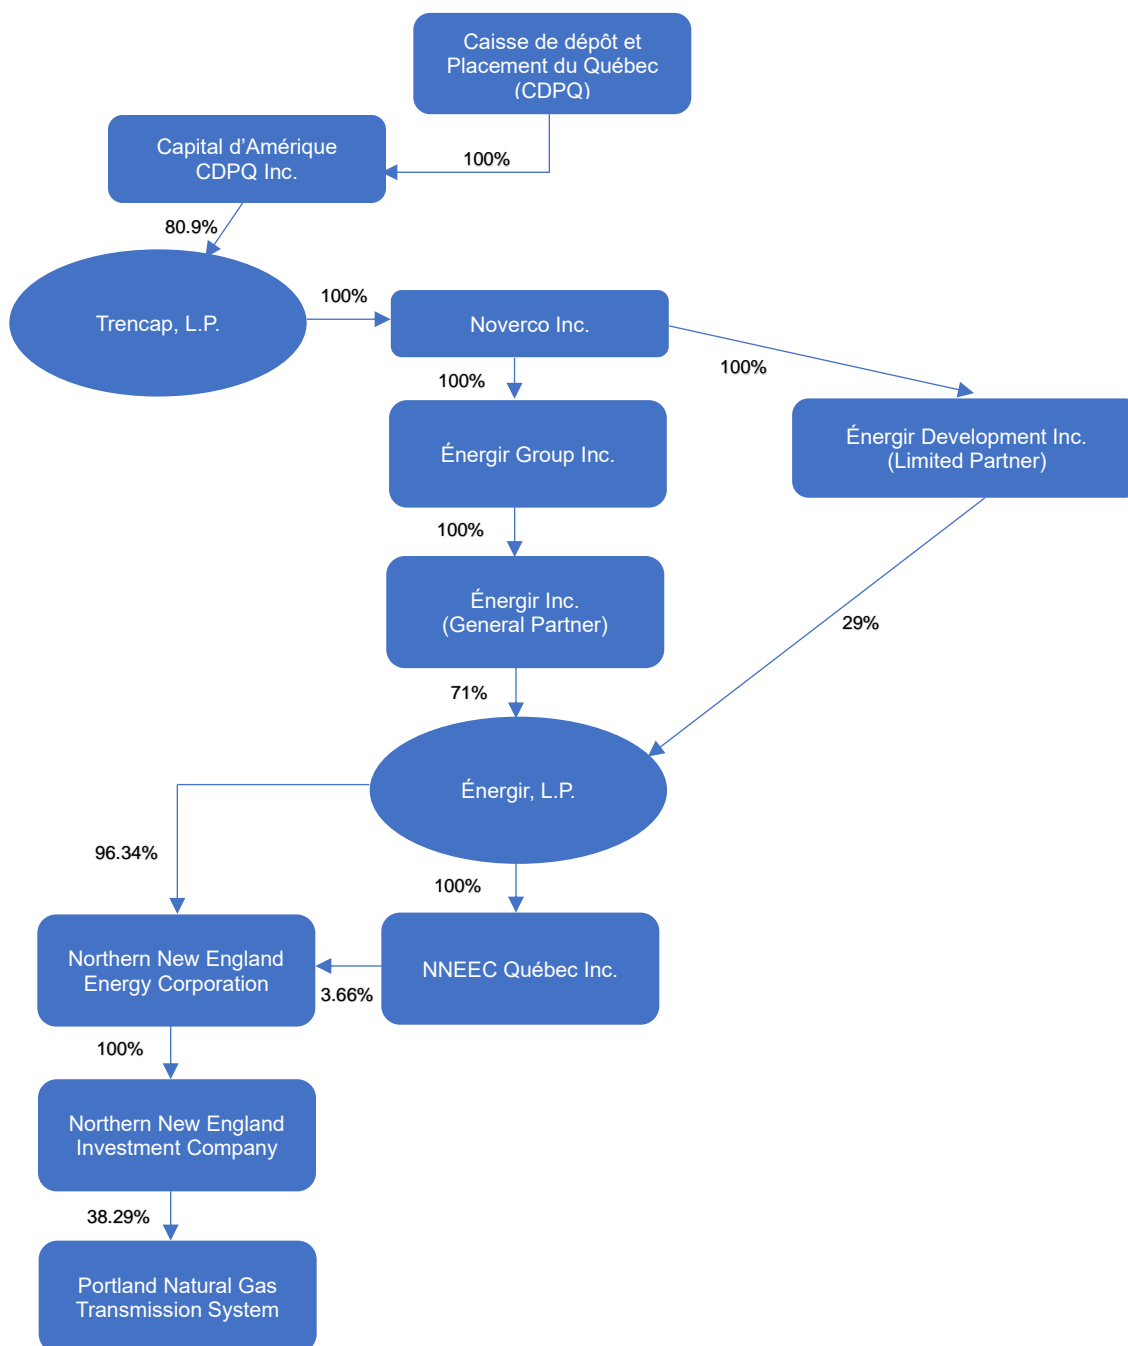 Caisse de dépôt et
Placement du Québec
(CDPQ)
Capital d’Amérique
CDPQ Inc.
100%
80.9%
Trencap, L.P.
100%
Noverco Inc.
100%
100%
Énergir Group Inc.
Énergir Development Inc.
(Limited Partner)
100%
Énergir Inc.
(General Partner)
29%
71%
Énergir, L.P.
96.34%
100%
Northern New England
Energy Corporation
3.66%
NNEEC Québec Inc.
100%
Northern New England
Investment Company
38.29%
Portland Natural Gas
Transmission System